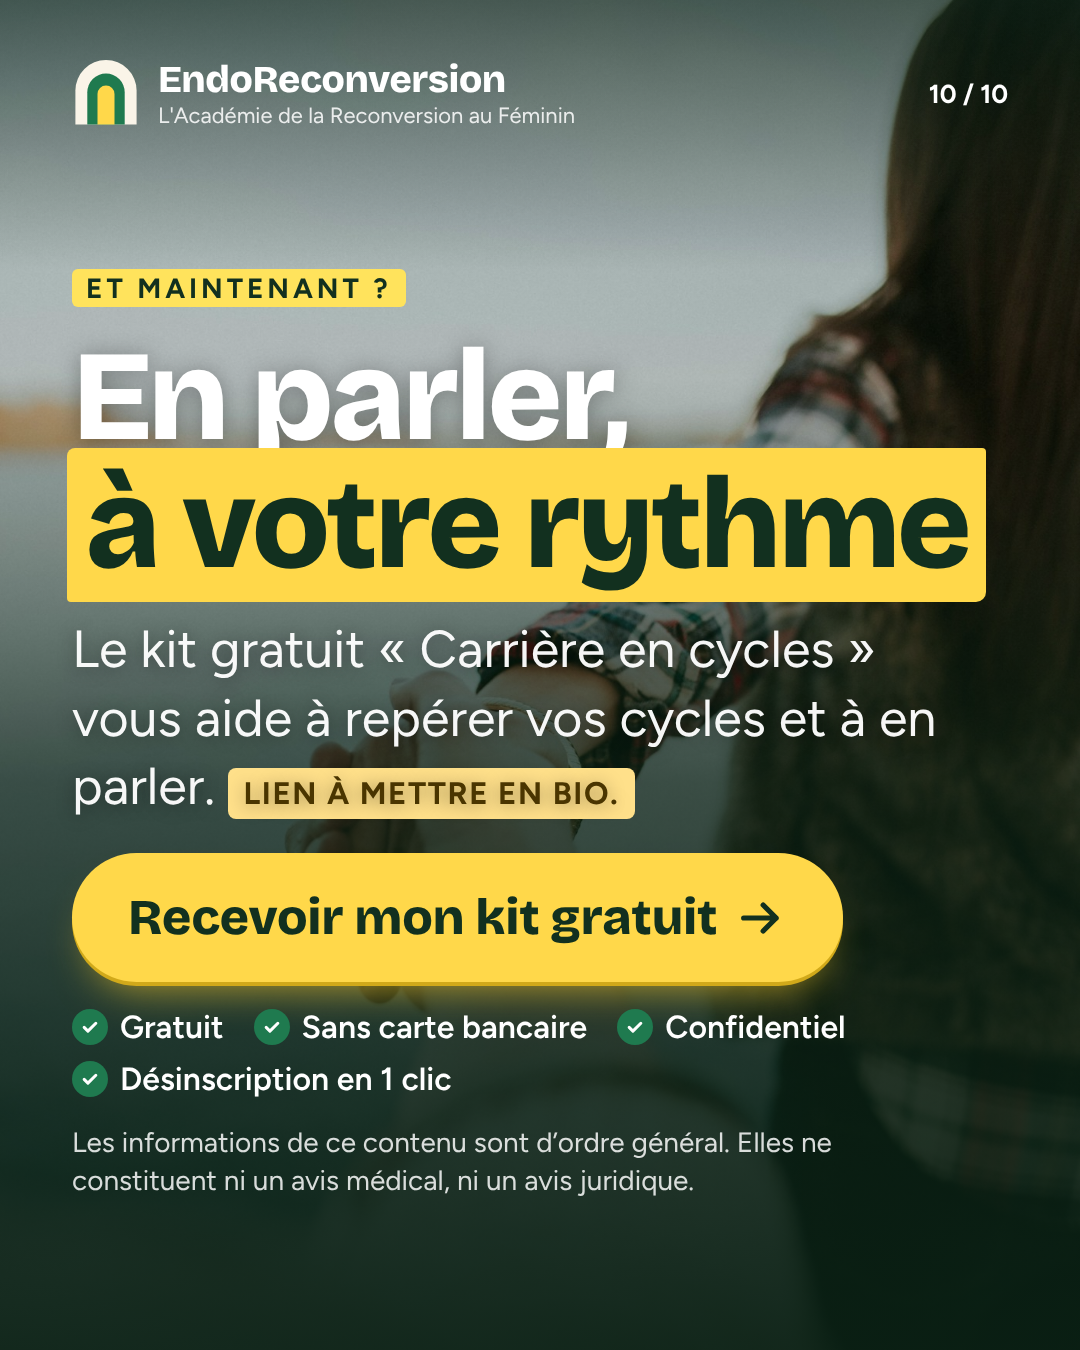 EndoReconversion
L'Académie de la Reconversion au Féminin
10 / 10
ET MAINTENANT ?
En parler,
à votre rythme
Le kit gratuit « Carrière en cycles »
vous aide à repérer vos cycles et à en
parler. LIEN À METTRE EN BIO.
Recevoir mon kit gratuit →
Gratuit Sans carte bancaire Confidentiel
Désinscription en 1 clic
Les informations de ce contenu sont d’ordre général. Elles ne
constituent ni un avis médical, ni un avis juridique.